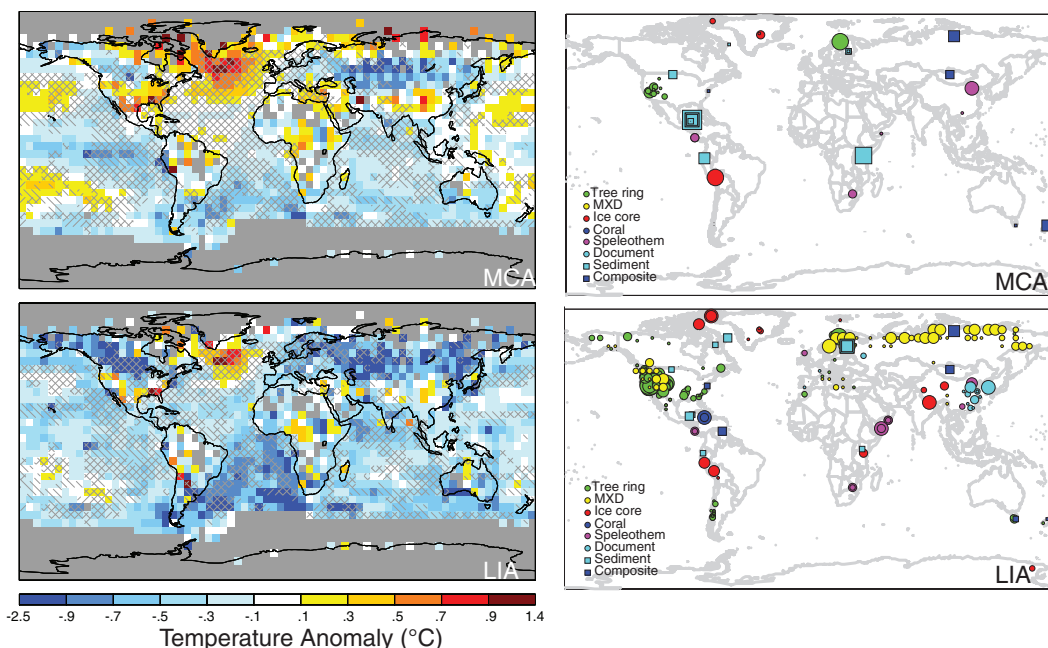 MCA
Tree ring
MXD
Ice core
Coral
Speleothem
Document
Sediment
Composite
MCA
LIA
-2.5 -.9 -.7 -.5 -.3 -.1 .1 .3 .5 .7 .9 1.4
Temperature Anomaly (°C)
Tree ring
MXD
Ice core
Coral
Speleothem
Document
Sediment
Composite
LIA